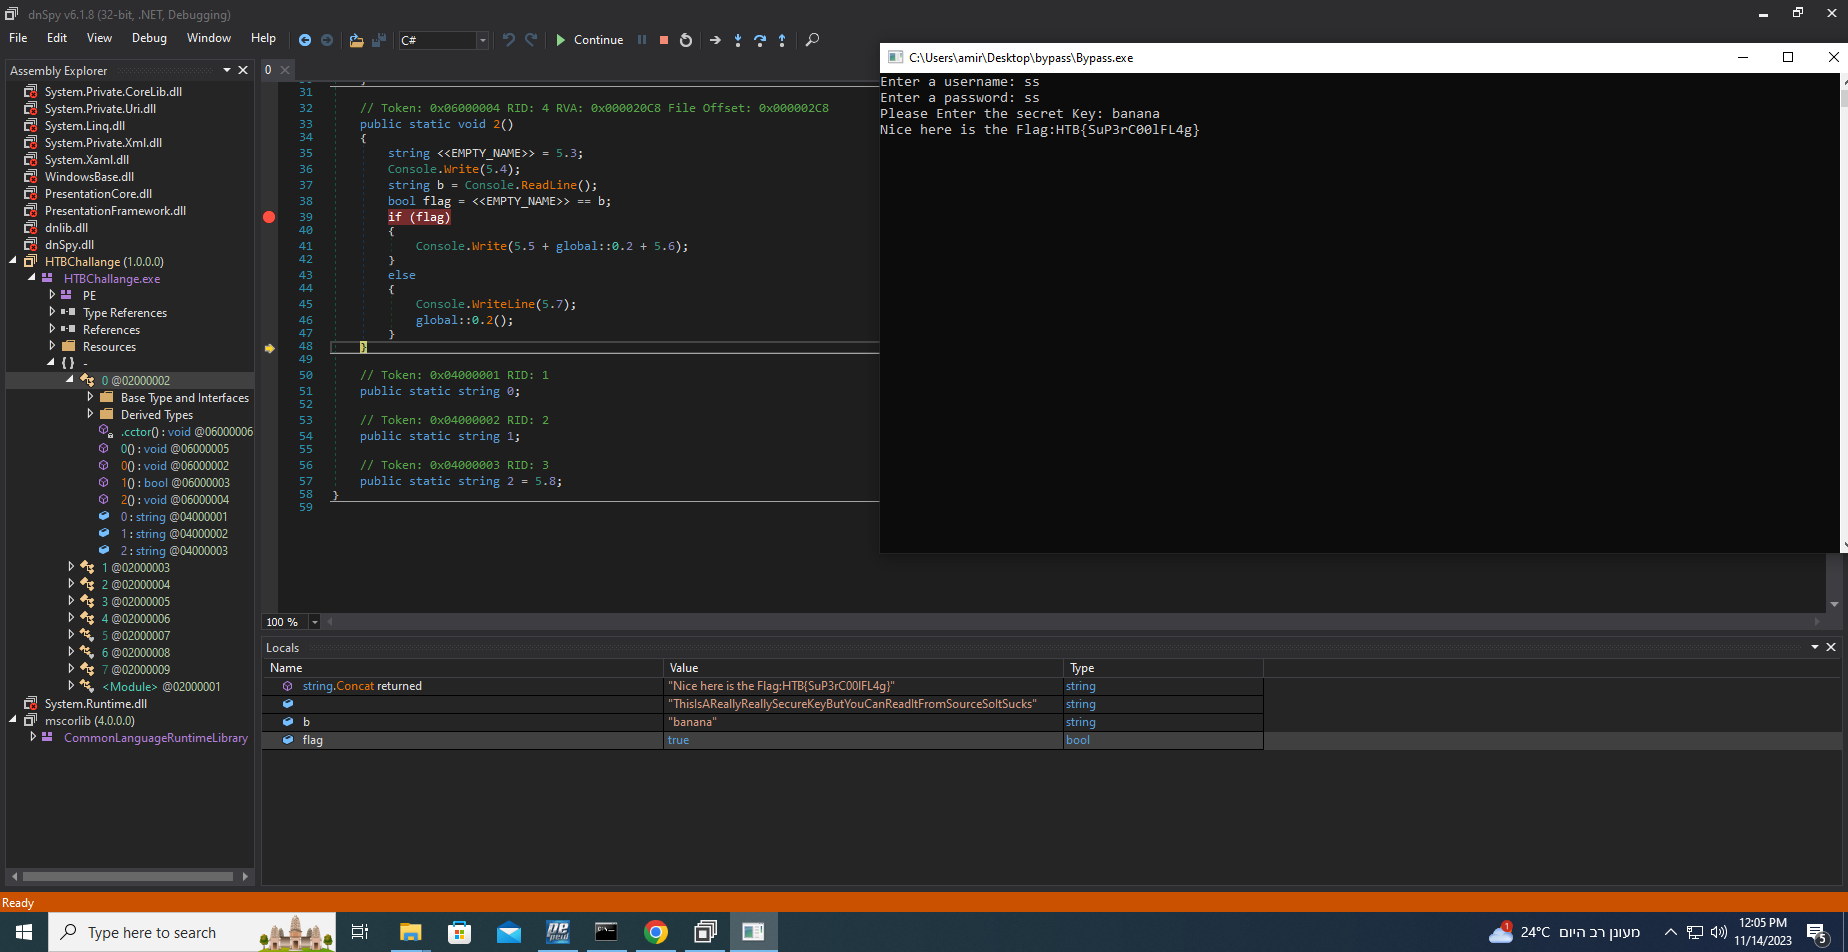 dnSpy v6.1.8 (32-bit, .NET, Debugging)
File Edit View Debug Window Help C# Continue
Assembly Explorer
System.Private.CoreLib.dll
System.Private.Uri.dll
System.Linq.dll
System.Private.Xml.dll
System.Xaml.dll
WindowsBase.dll
PresentationCore.dll
PresentationFramework.dll
dnlib.dll
dnSpy.dll
HTBChallange (1.0.0.0)
HTBChallange.exe
PE
Type References
References
Resources
{ } -
0 @02000002
Base Type and Interfaces
Derived Types
.cctor() : void @06000006
0() : void @06000005
0() : void @06000002
1() : bool @06000003
2() : void @06000004
0 : string @04000001
1 : string @04000002
2 : string @04000003
1 @02000003
2 @02000004
3 @02000005
4 @02000006
5 @02000007
6 @02000008
7 @02000009
<Module> @02000001
System.Runtime.dll
mscorlib (4.0.0.0)
CommonLanguageRuntimeLibrary
0
31
32 // Token: 0x06000004 RID: 4 RVA: 0x000020C8 File Offset: 0x000002C8
33 public static void 2()
34 {
35 string <<EMPTY_NAME>> = 5.3;
36 Console.Write(5.4);
37 string b = Console.ReadLine();
38 bool flag = <<EMPTY_NAME>> == b;
39 if (flag)
40 {
41 Console.Write(5.5 + global::0.2 + 5.6);
42 }
43 else
44 {
45 Console.WriteLine(5.7);
46 global::0.2();
47 }
48 }
49
50 // Token: 0x04000001 RID: 1
51 public static string 0;
52
53 // Token: 0x04000002 RID: 2
54 public static string 1;
55
56 // Token: 0x04000003 RID: 3
57 public static string 2 = 5.8;
58 }
59
100 %
C:\Users\amir\Desktop\bypass\Bypass.exe
Enter a username: ss
Enter a password: ss
Please Enter the secret Key: banana
Nice here is the Flag:HTB{SuP3rC00lFL4g}
Locals
Name Value Type
string.Concat returned "Nice here is the Flag:HTB{SuP3rC00lFL4g}" string
"ThisIsAReallyReallySecureKeyButYouCanReadItFromSourceSoItSucks" string
b "banana" string
flag true bool
Ready
Type here to search
1 24°C מעונן רב היום
12:05 PM
11/14/2023
5